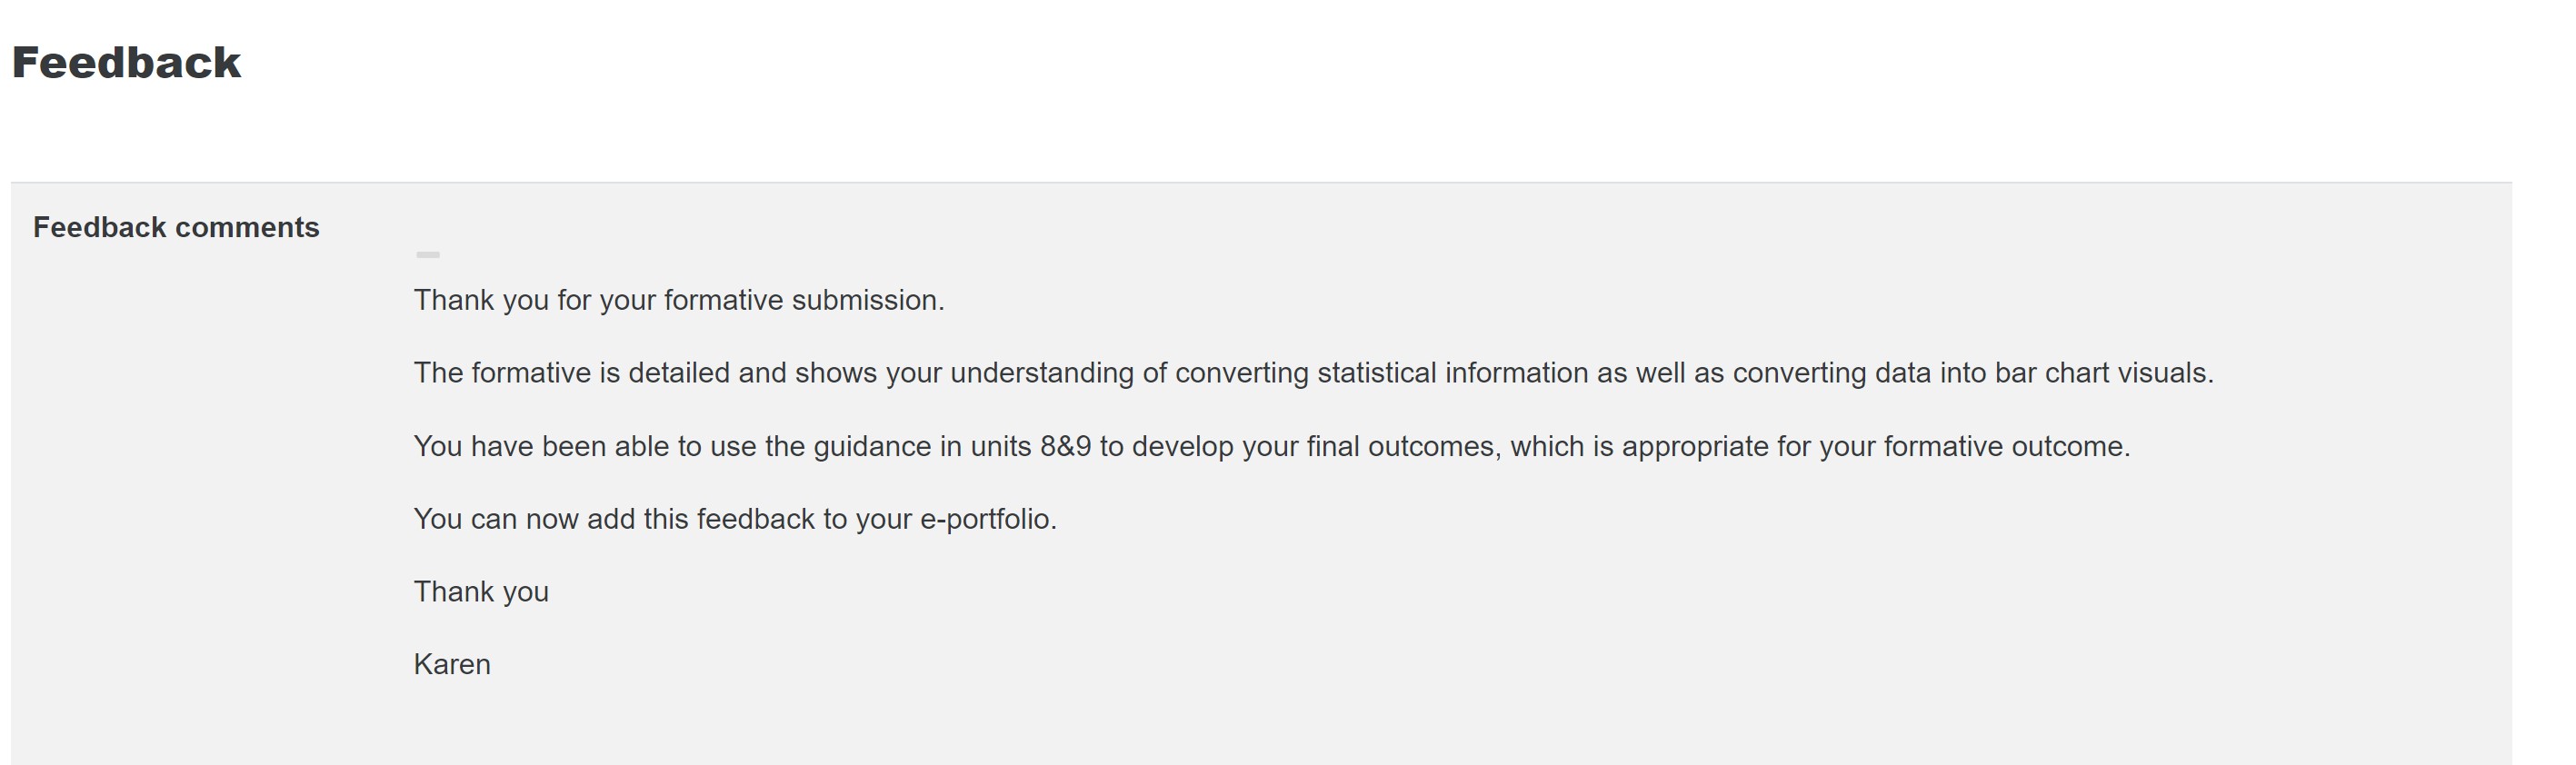 Feedback
Feedback comments
Thank you for your formative submission.
The formative is detailed and shows your understanding of converting statistical information as well as converting data into bar chart visuals.
You have been able to use the guidance in units 8&9 to develop your final outcomes, which is appropriate for your formative outcome.
You can now add this feedback to your e-portfolio.
Thank you
Karen